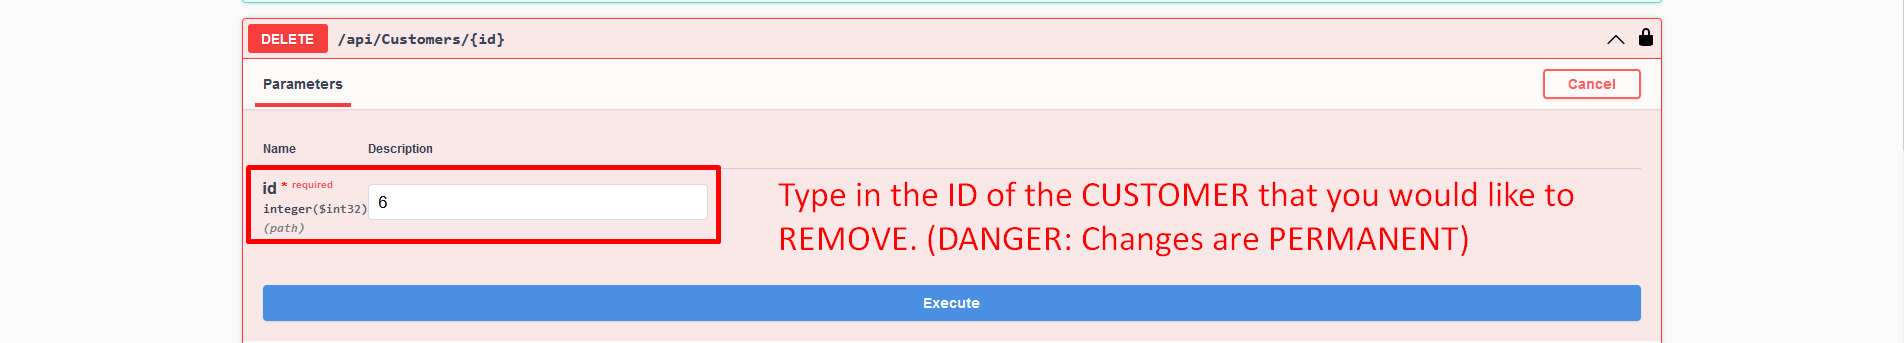 DELETE /api/Customers/{id}
Parameters Cancel
Name Description
id * required
integer($int32) 6
(path)
Type in the ID of the CUSTOMER that you would like to
REMOVE. (DANGER: Changes are PERMANENT)
Execute